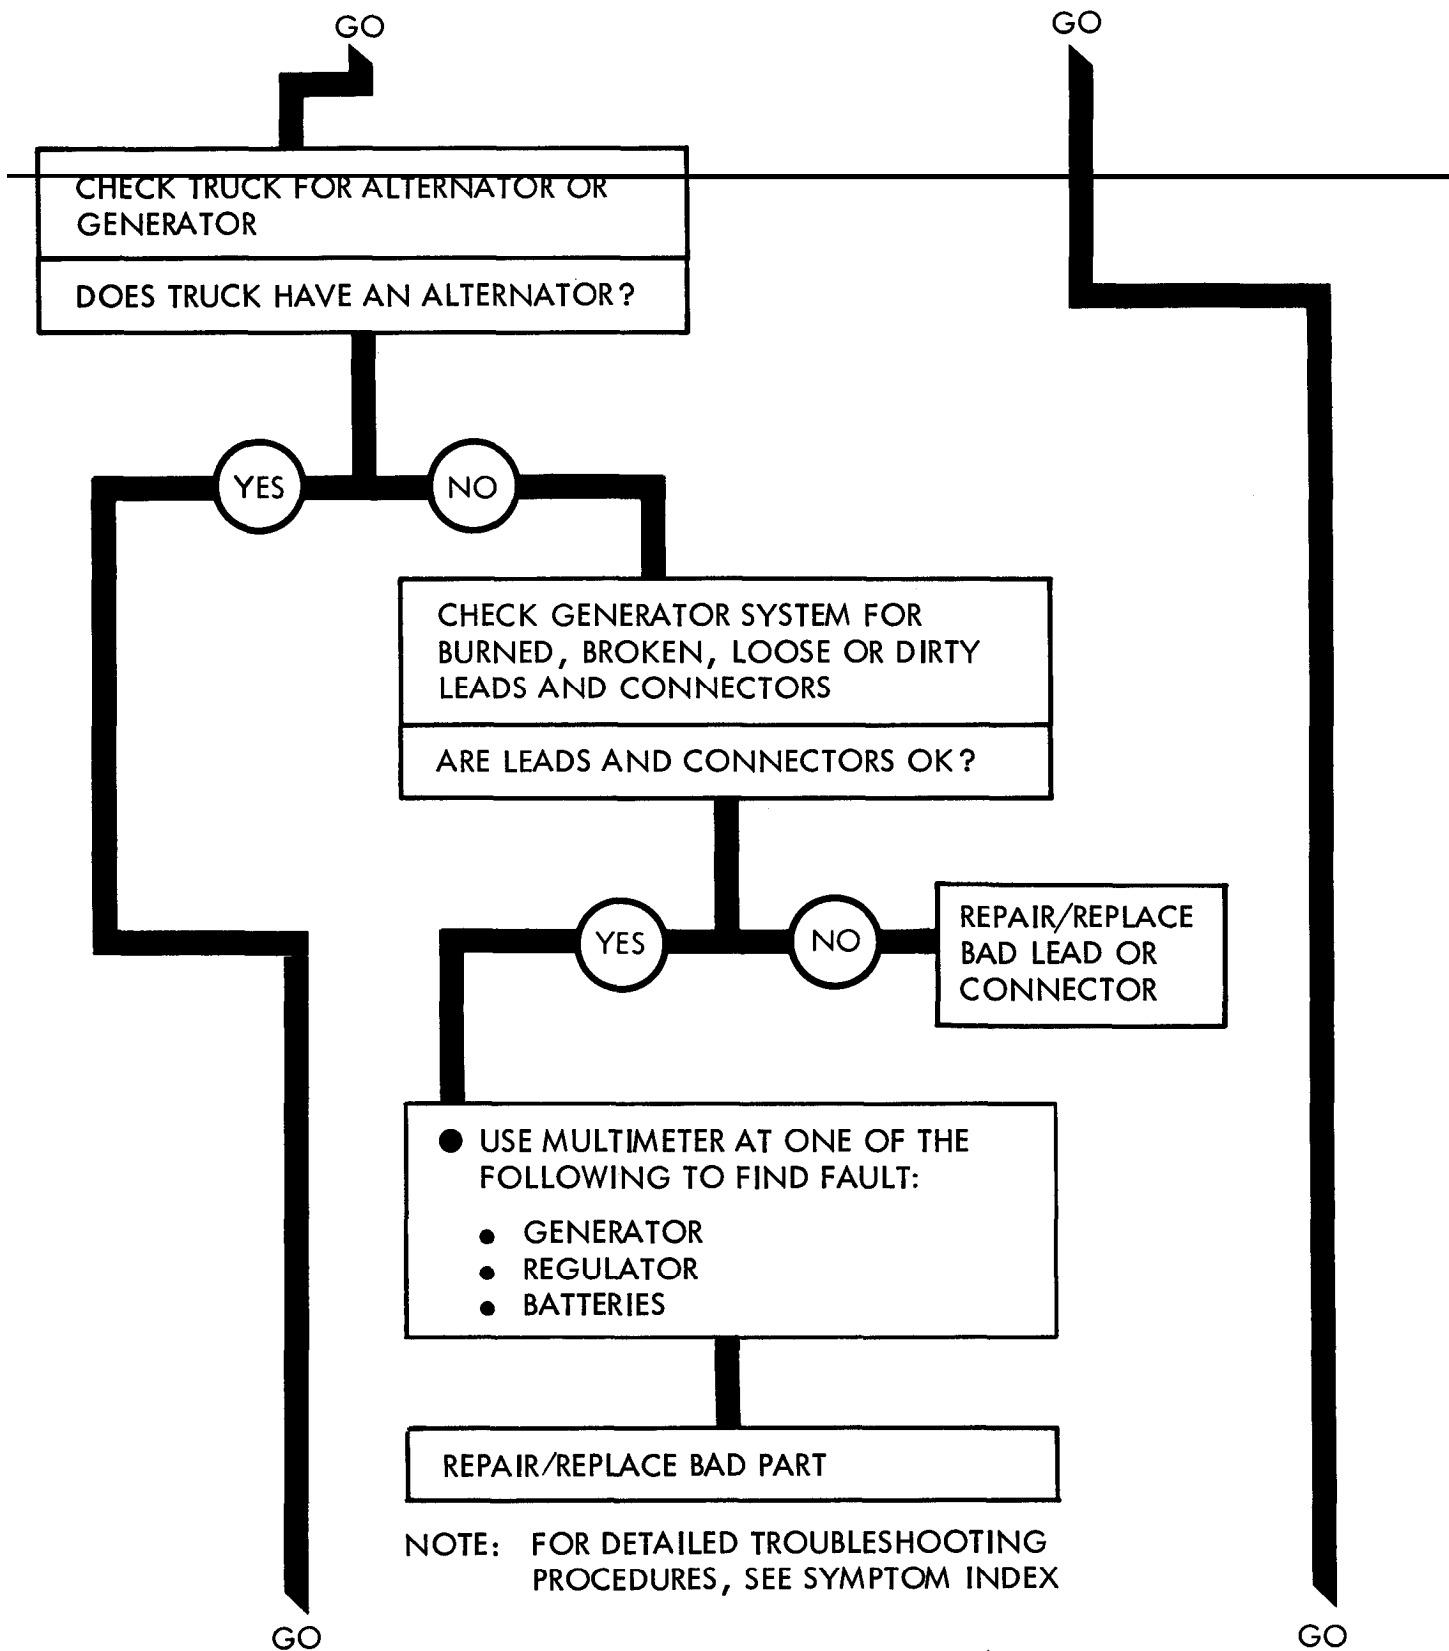 GO
GO
CHECK TRUCK FOR ALTERNATOR OR
GENERATOR
DOES TRUCK HAVE AN ALTERNATOR?
YES
NO
CHECK GENERATOR SYSTEM FOR
BURNED, BROKEN, LOOSE OR DIRTY
LEADS AND CONNECTORS
ARE LEADS AND CONNECTORS OK?
YES
NO
REPAIR/REPLACE
BAD LEAD OR
CONNECTOR
● USE MULTIMETER AT ONE OF THE
FOLLOWING TO FIND FAULT:
● GENERATOR
● REGULATOR
● BATTERIES
REPAIR/REPLACE BAD PART
NOTE: FOR DETAILED TROUBLESHOOTING
PROCEDURES, SEE SYMPTOM INDEX
GO
GO